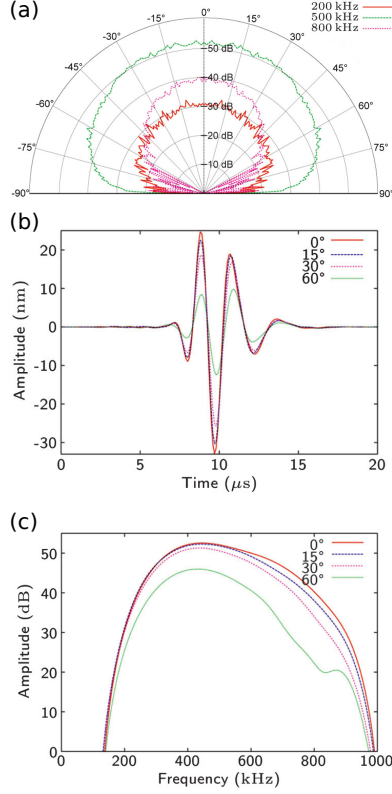 (a)
200 kHz
500 kHz
800 kHz
-15° 0° 15°
-30° 30°
-45° 45°
-60° 60°
-75° 75°
-90° 90°
50 dB
40 dB
30 dB
20 dB
10 dB
(b)
0°
15°
30°
60°
Amplitude (nm)
20
10
0
-10
-20
-30
0 5 10 15 20
Time (μs)
(c)
0°
15°
30°
60°
Amplitude (dB)
50
40
30
20
10
0
0 200 400 600 800 1000
Frequency (kHz)